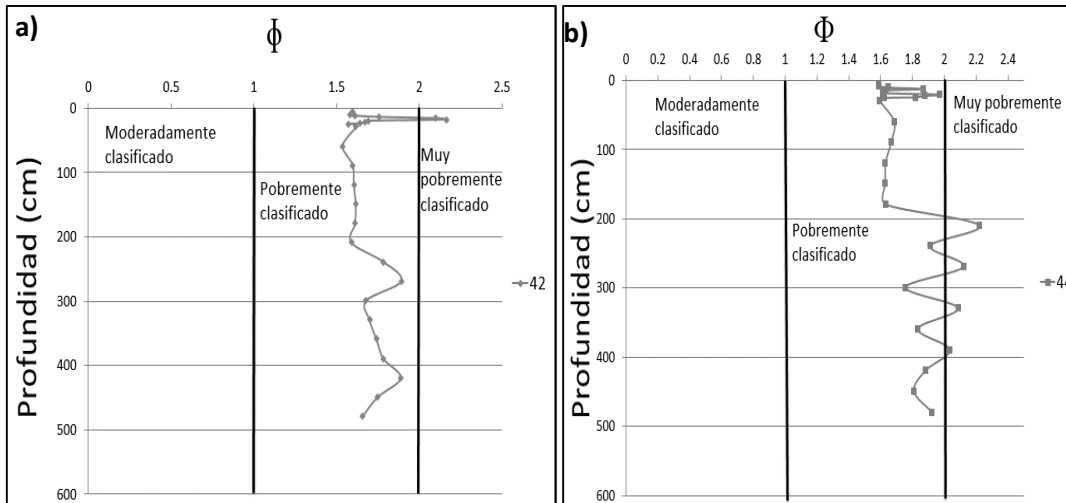 a)
ϕ
0 0.5 1 1.5 2 2.5
0
100
200
300
400
500
600
Profundidad (cm)
Moderadamente
clasificado
Pobremente
clasificado
Muy
pobremente
clasificado
42
b)
Φ
0 0.2 0.4 0.6 0.8 1 1.2 1.4 1.6 1.8 2 2.2 2.4
0
100
200
300
400
500
600
Profundidad (cm)
Moderadamente
clasificado
Pobremente
clasificado
Muy pobremente
clasificado
44